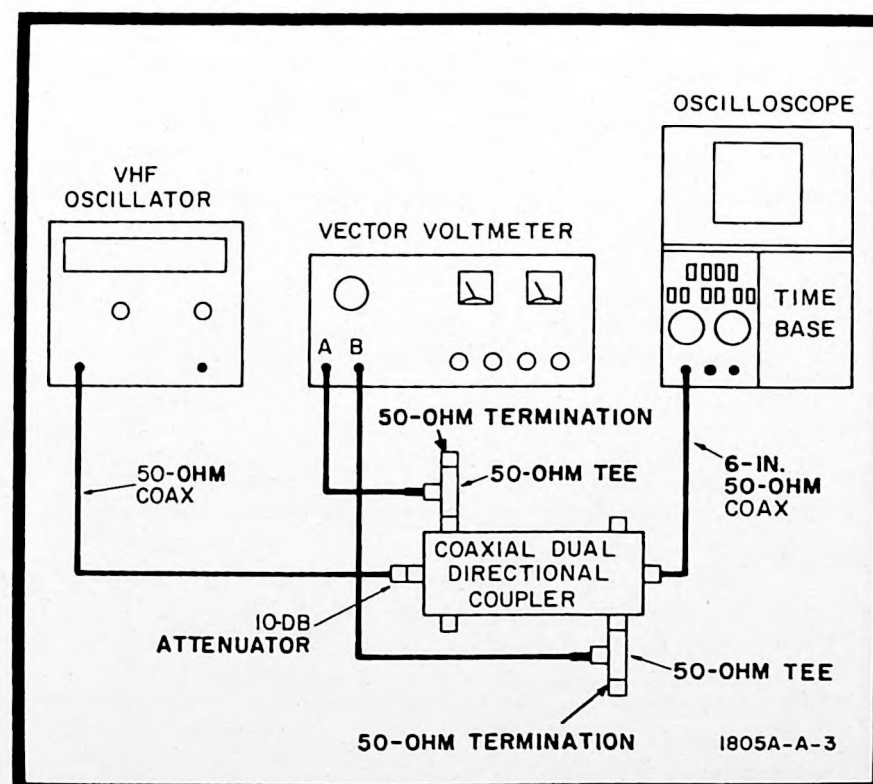 OSCILLOSCOPE
VHF
OSCILLATOR
VECTOR VOLTMETER
TIME
BASE
A B
50-OHM TERMINATION
50-OHM
COAX
50-OHM TEE
6-IN.
50-OHM
COAX
COAXIAL DUAL
DIRECTIONAL
COUPLER
10-DB
ATTENUATOR
50-OHM TEE
50-OHM TERMINATION
1805A-A-3